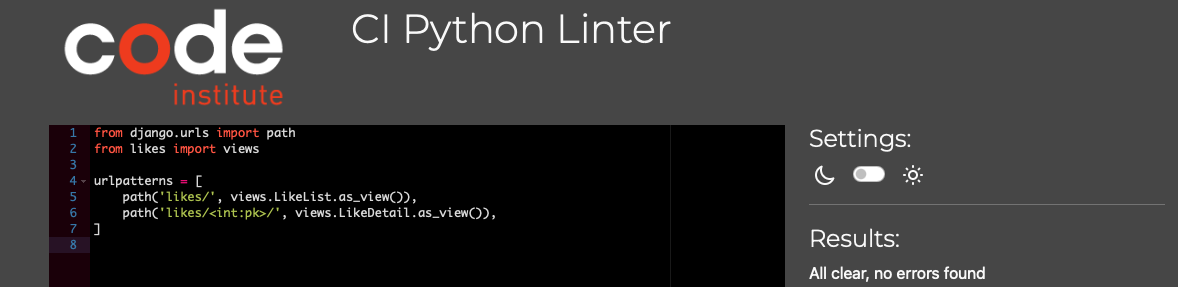 code
institute
CI Python Linter
1 from django.urls import path
2 from likes import views
3
4 urlpatterns = [
5     path('likes/', views.LikeList.as_view()),
6     path('likes/<int:pk>/', views.LikeDetail.as_view()),
7 ]
8
Settings:
Results:
All clear, no errors found